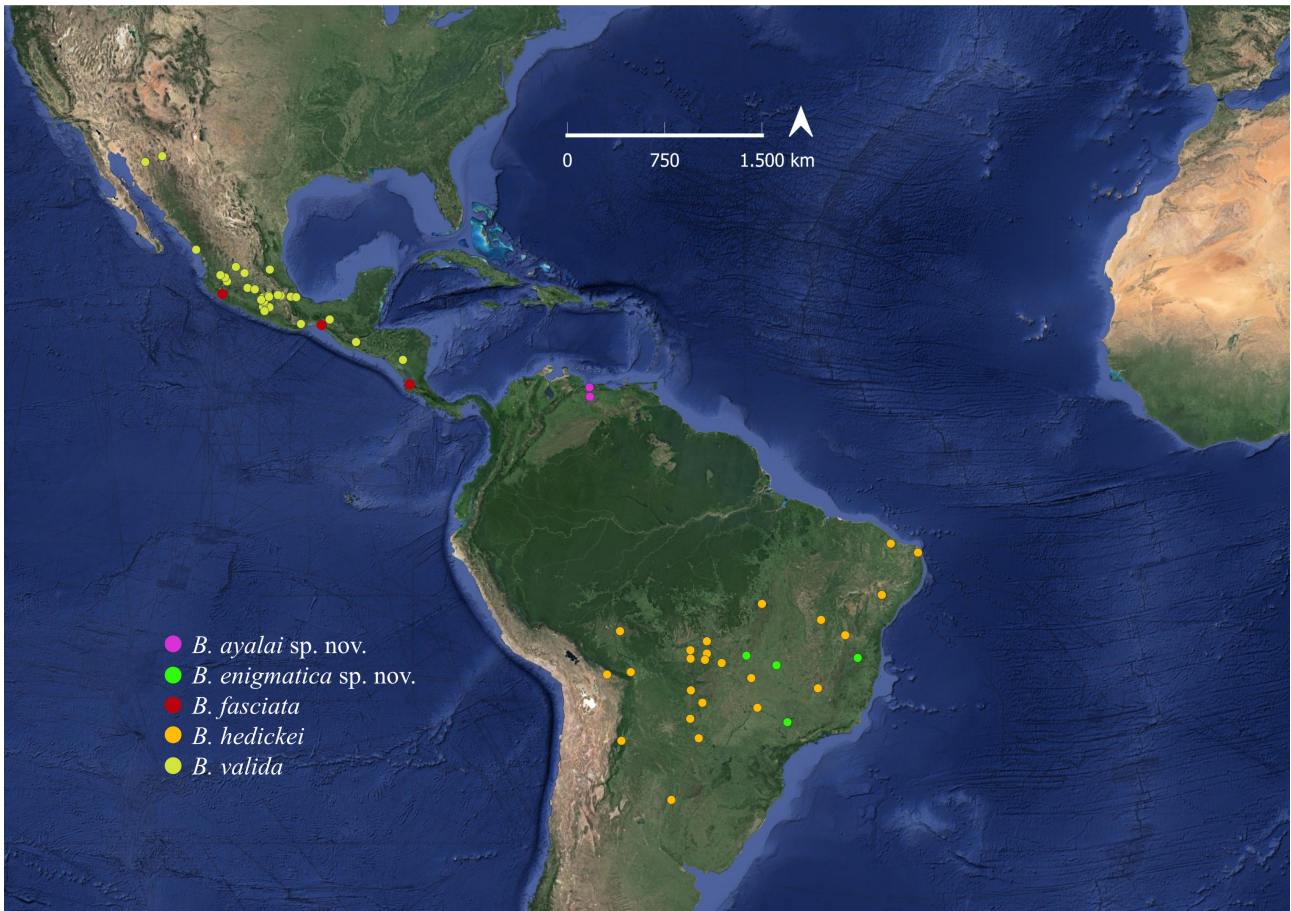 0 750 1.500 km
B. ayalai sp. nov.
B. enigmatica sp. nov.
B. fasciata
B. hedickei
B. valida